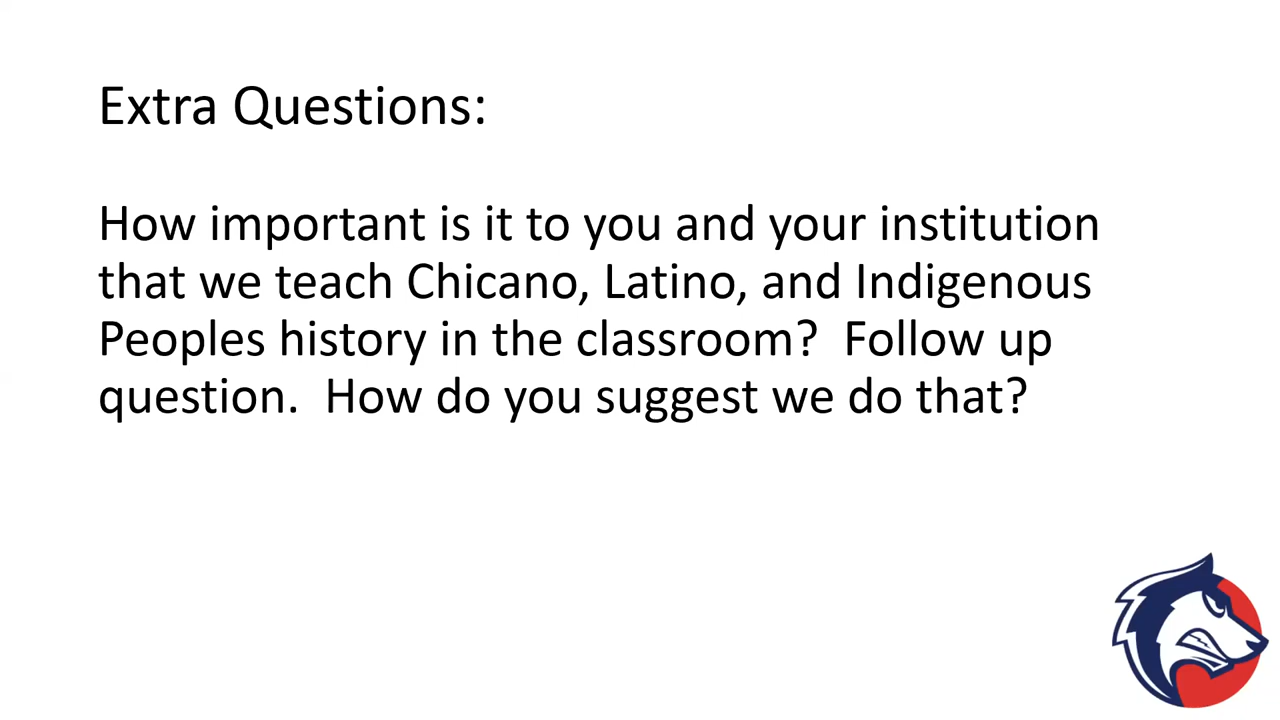 Extra Questions:
How important is it to you and your institution
that we teach Chicano, Latino, and Indigenous
Peoples history in the classroom?  Follow up
question.  How do you suggest we do that?